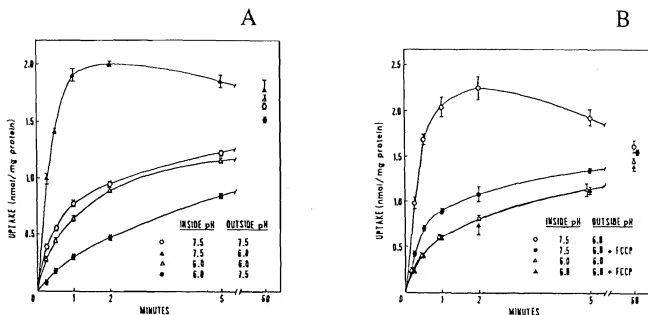 A
B
2.0
1.5
1.0
0.5
UPTAKE (nmol/mg protein)
INSIDE pH OUTSIDE pH
7.5 7.5
7.5 6.0
6.0 6.0
6.0 7.5
0 1 2 5 60
MINUTES
2.5
2.0
1.5
1.0
0.5
UPTAKE (nmol/mg protein)
INSIDE pH OUTSIDE pH
7.5 6.0
7.5 6.0 + FCCP
6.0 6.0
6.0 6.0 + FCCP
0 1 2 5 60
MINUTES